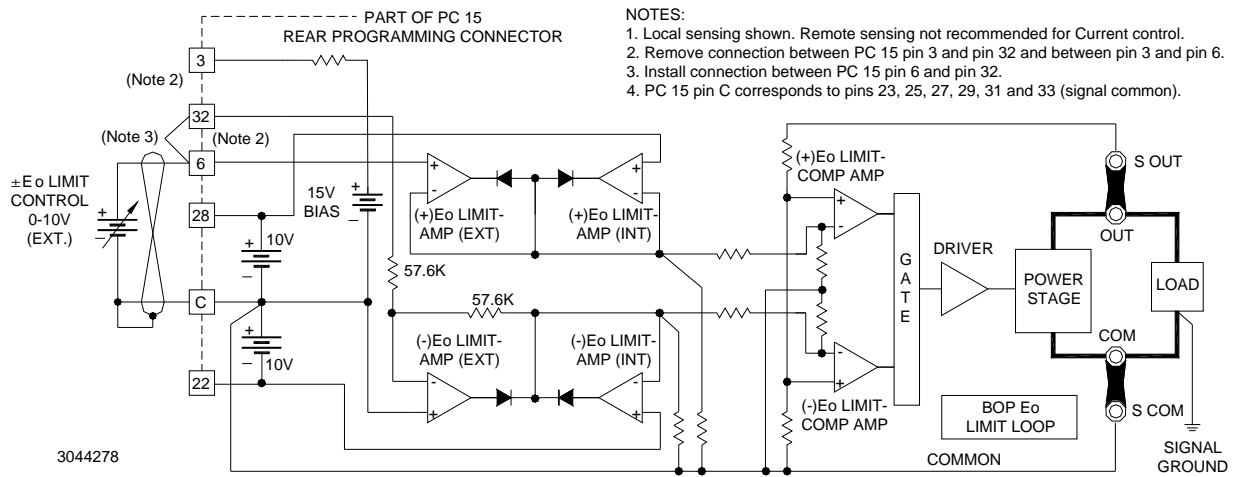 PART OF PC 15
REAR PROGRAMMING CONNECTOR
NOTES:
1. Local sensing shown. Remote sensing not recommended for Current control.
2. Remove connection between PC 15 pin 3 and pin 32 and between pin 3 and pin 6.
3. Install connection between PC 15 pin 6 and pin 32.
4. PC 15 pin C corresponds to pins 23, 25, 27, 29, 31 and 33 (signal common).
3
(Note 2)
32
(Note 3)
(Note 2)
6
±Eo LIMIT
CONTROL
0-10V
(EXT.)
+
–
28
+
10V
–
C
+
10V
–
22
15V
BIAS
+
–
57.6K
57.6K
+
-
(+)Eo LIMIT-
AMP (EXT)
+
-
(+)Eo LIMIT-
AMP (INT)
(-)Eo LIMIT-
AMP (EXT)
-
+
(-)Eo LIMIT-
AMP (INT)
-
+
(+)Eo LIMIT-
COMP AMP
+
-
-
+
(-)Eo LIMIT-
COMP AMP
GATE
DRIVER
POWER
STAGE
S OUT
OUT
LOAD
COM
S COM
BOP Eo
LIMIT LOOP
COMMON
SIGNAL
GROUND
3044278